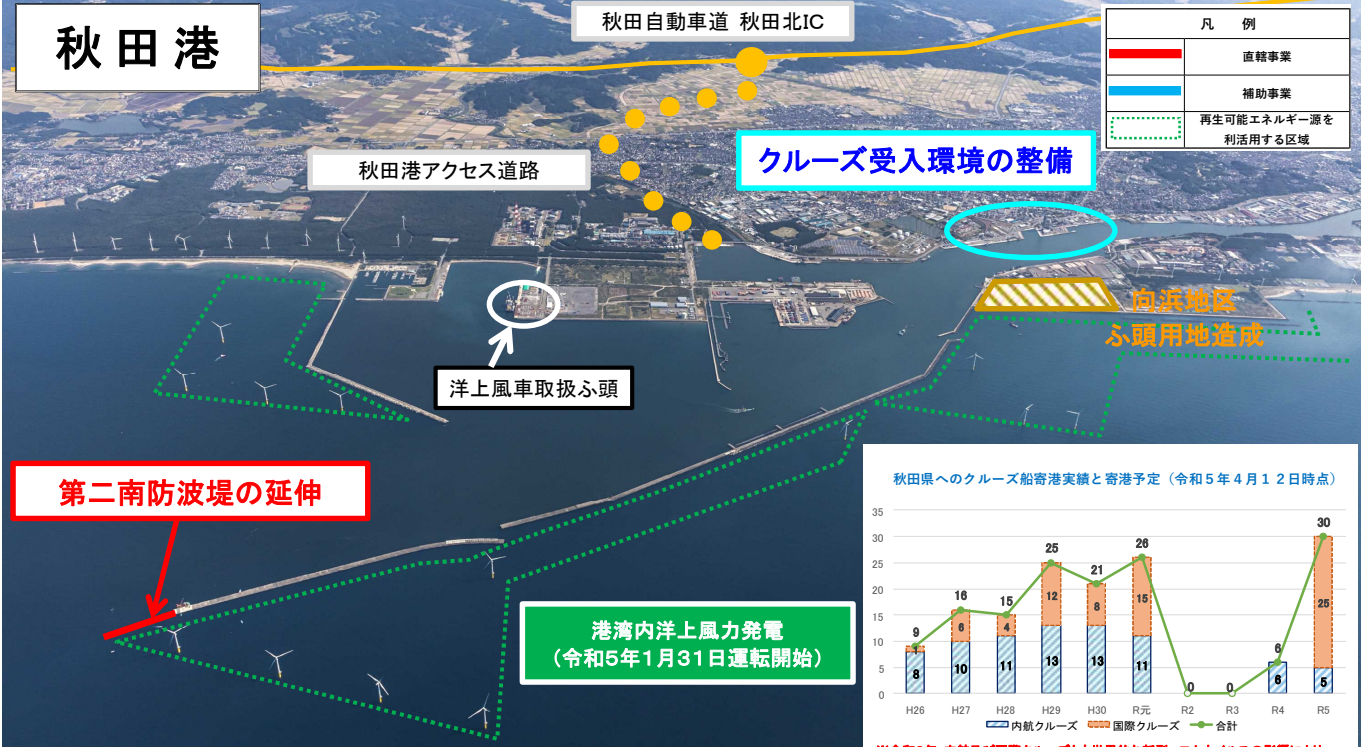 秋田港
秋田自動車道 秋田北IC
凡 例
直轄事業
補助事業
再生可能エネルギー源を
利活用する区域
クルーズ受入環境の整備
秋田港アクセス道路
向浜地区
ふ頭用地造成
洋上風車取扱ふ頭
第二南防波堤の延伸
港湾内洋上風力発電
(令和5年1月31日運転開始)
秋田県へのクルーズ船寄港実績と寄港予定(令和5年4月12日時点)
35
30
25
20
15
10
5
0
9
16
15
25
21
26
0
0
6
30
1
6
4
12
8
15
25
8
10
11
13
13
11
6
5
H26 H27 H28 H29 H30 R元 R2 R3 R4 R5
内航クルーズ 国際クルーズ 合計